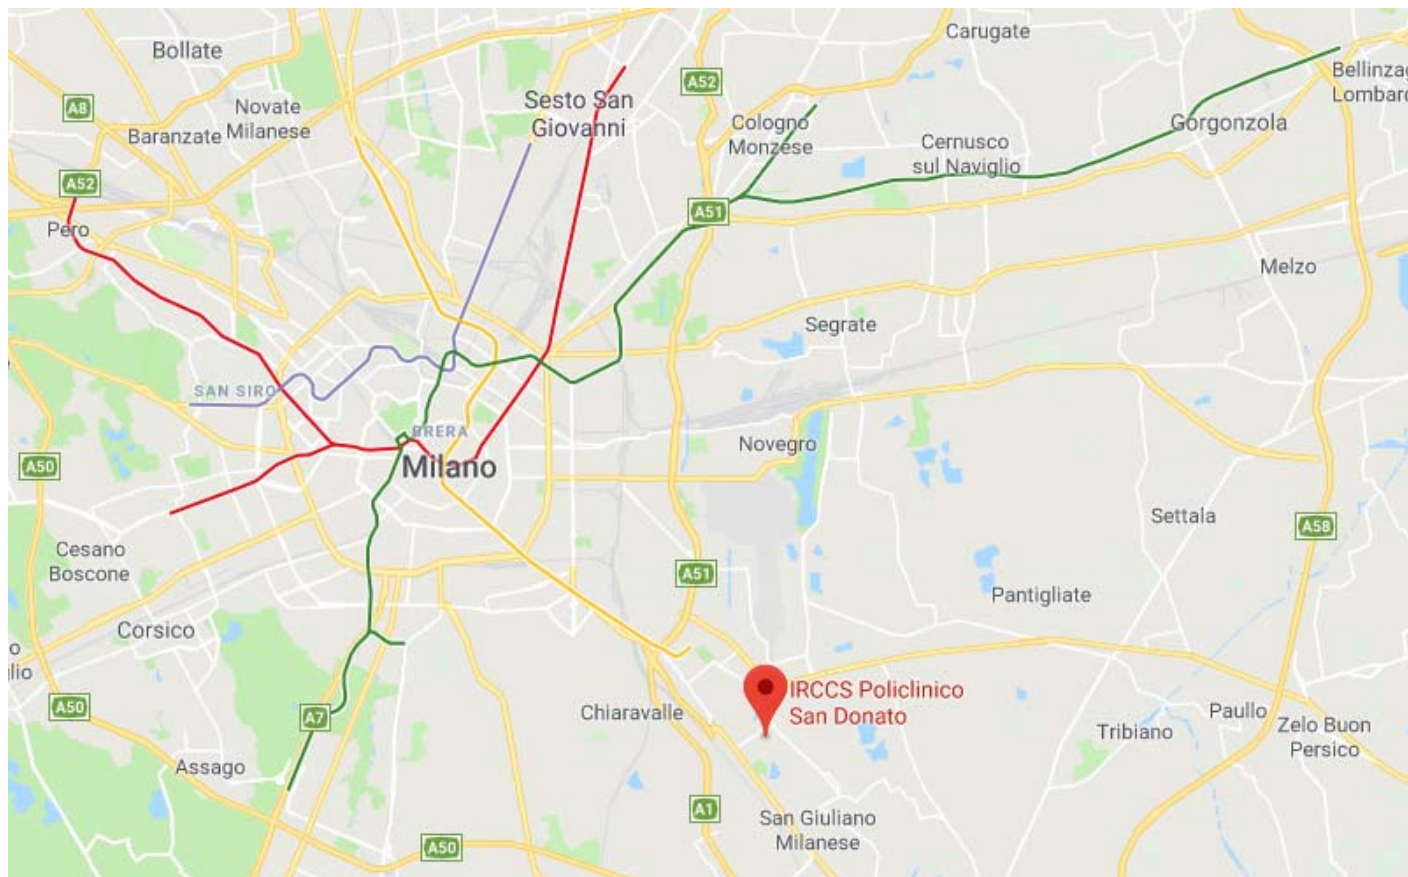 Carugate
Bollate
A52
Bellinzag
Lombard
Sesto San
Giovanni
A8
Novate
Milanese
Baranzate
Cologno
Monzese
Gorgonzola
Cernusco
sul Naviglio
A52
A51
Pero
Melzo
Segrate
SAN SIRO
BRERA
Novegro
Milano
A50
Settala
A58
Cesano
Boscone
A51
Pantigliate
Corsico
o
glio
IRCCS Policlinico
San Donato
A50
A7
Chiaravalle
Paullo
Tribiano
Zelo Buon
Persico
Assago
A1
San Giuliano
Milanese
A50